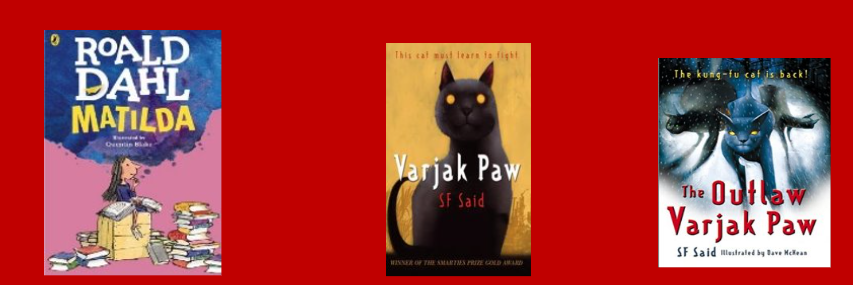 ROALD
DAHL
MATILDA
Illustrated by
Quentin Blake
This cat must learn to fight
Varjak Paw
SF Said
WINNER OF THE SMARTIES PRIZE GOLD AWARD
The kung-fu cat is back!
The Outlaw
Varjak Paw
SF Said Illustrated by Dave McKean